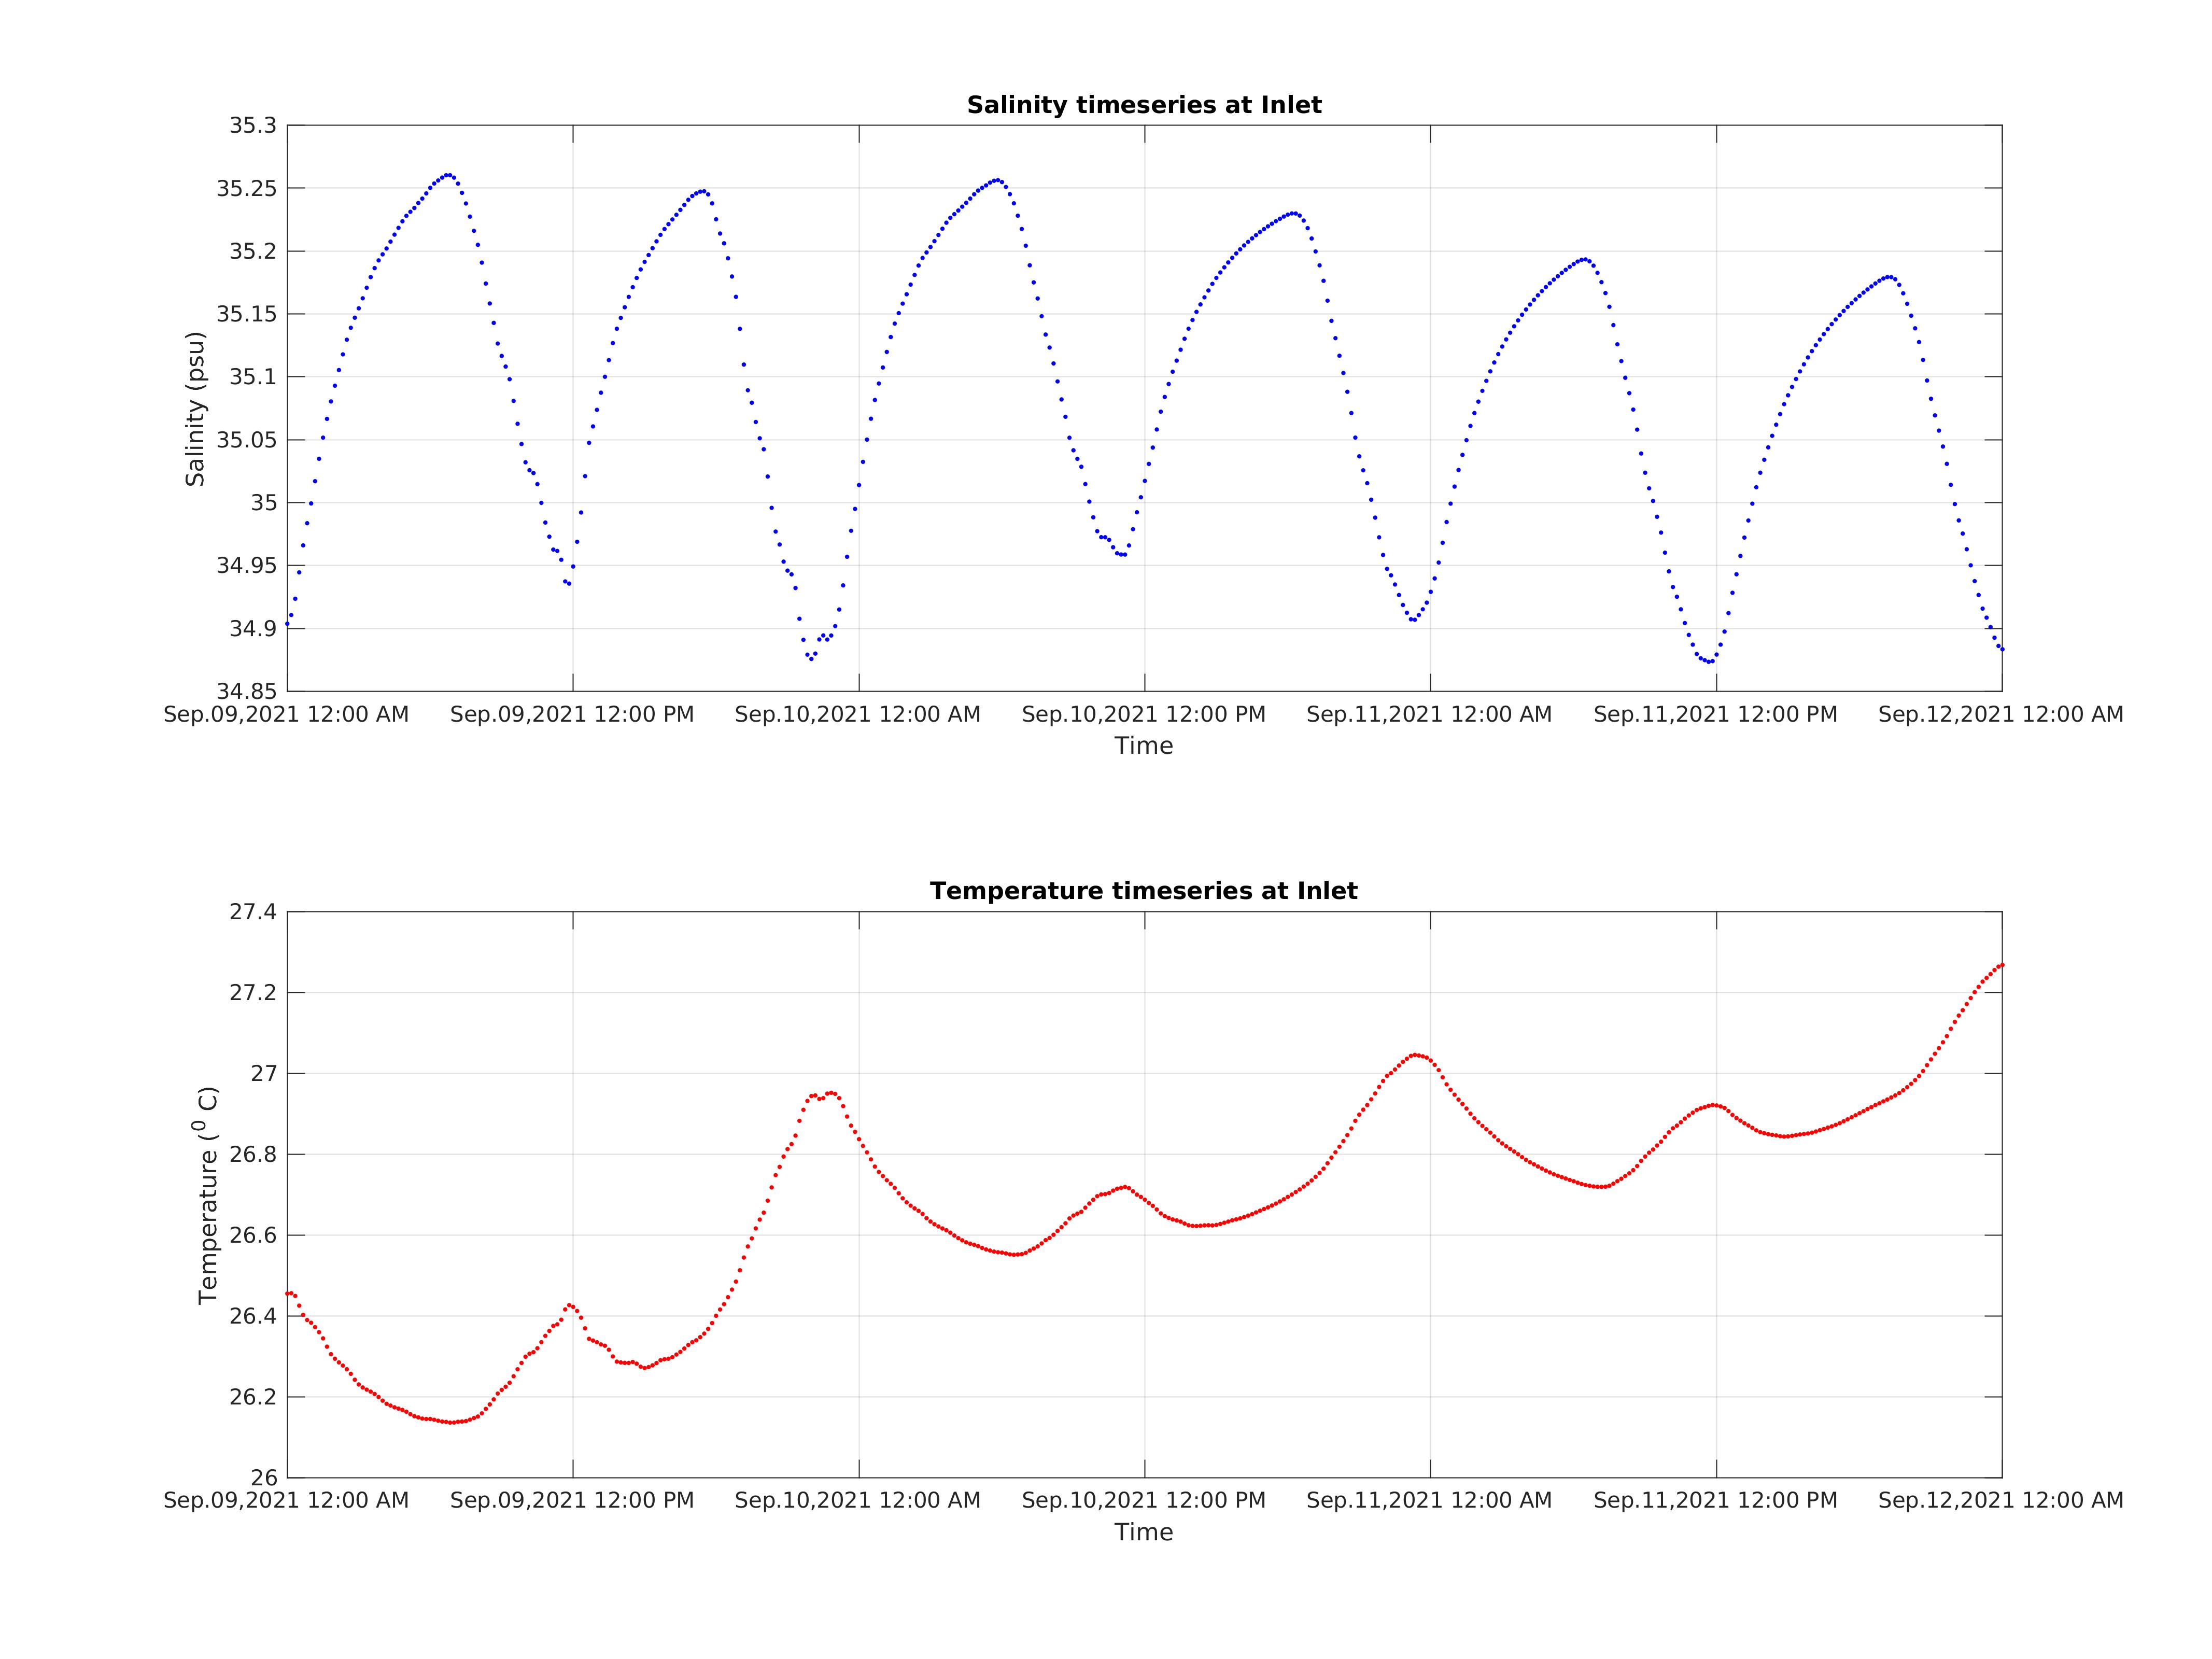 Salinity timeseries at Inlet
35.3
35.25
35.2
35.15
35.1
35.05
35
34.95
34.9
34.85
Salinity (psu)
Sep.09,2021 12:00 AM Sep.09,2021 12:00 PM Sep.10,2021 12:00 AM Sep.10,2021 12:00 PM Sep.11,2021 12:00 AM Sep.11,2021 12:00 PM Sep.12,2021 12:00 AM
Time
Temperature timeseries at Inlet
27.4
27.2
27
26.8
26.6
26.4
26.2
26
Temperature (⁰ C)
Sep.09,2021 12:00 AM Sep.09,2021 12:00 PM Sep.10,2021 12:00 AM Sep.10,2021 12:00 PM Sep.11,2021 12:00 AM Sep.11,2021 12:00 PM Sep.12,2021 12:00 AM
Time